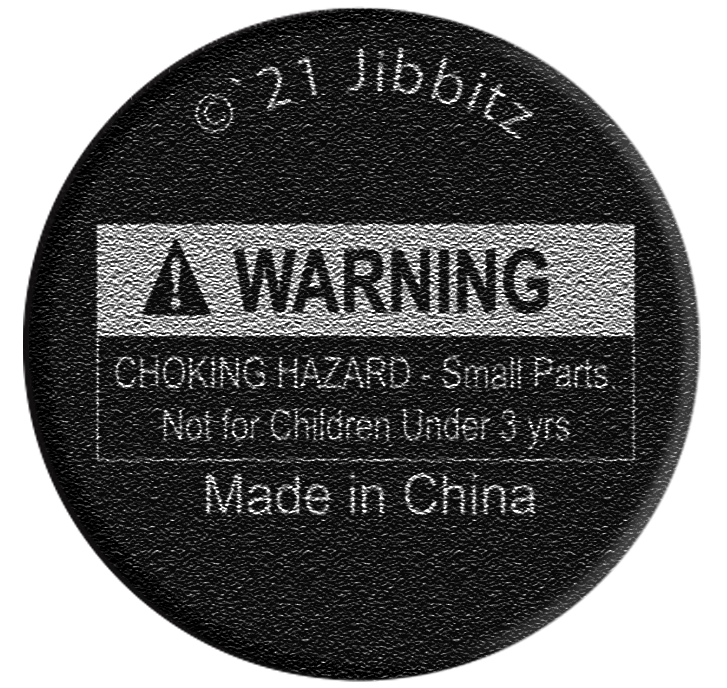 © '21 Jibbitz
WARNING
CHOKING HAZARD - Small Parts
Not for Children Under 3 yrs
Made in China